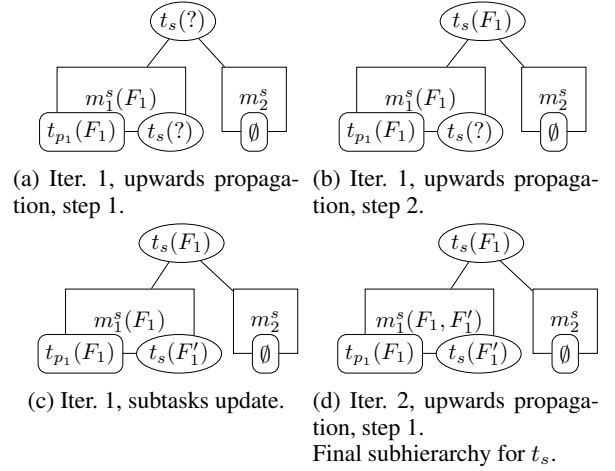 t_s(?)
m_1^s(F_1) m_2^s
t_{p_1}(F_1) t_s(?) ∅
(a) Iter. 1, upwards propaga-
tion, step 1.
t_s(F_1)
m_1^s(F_1) m_2^s
t_{p_1}(F_1) t_s(?) ∅
(b) Iter. 1, upwards propaga-
tion, step 2.
t_s(F_1)
m_1^s(F_1) m_2^s
t_{p_1}(F_1) t_s(F_1') ∅
(c) Iter. 1, subtasks update.
t_s(F_1)
m_1^s(F_1, F_1') m_2^s
t_{p_1}(F_1) t_s(F_1') ∅
(d) Iter. 2, upwards propaga-
tion, step 1.
Final subhierarchy for t_s.